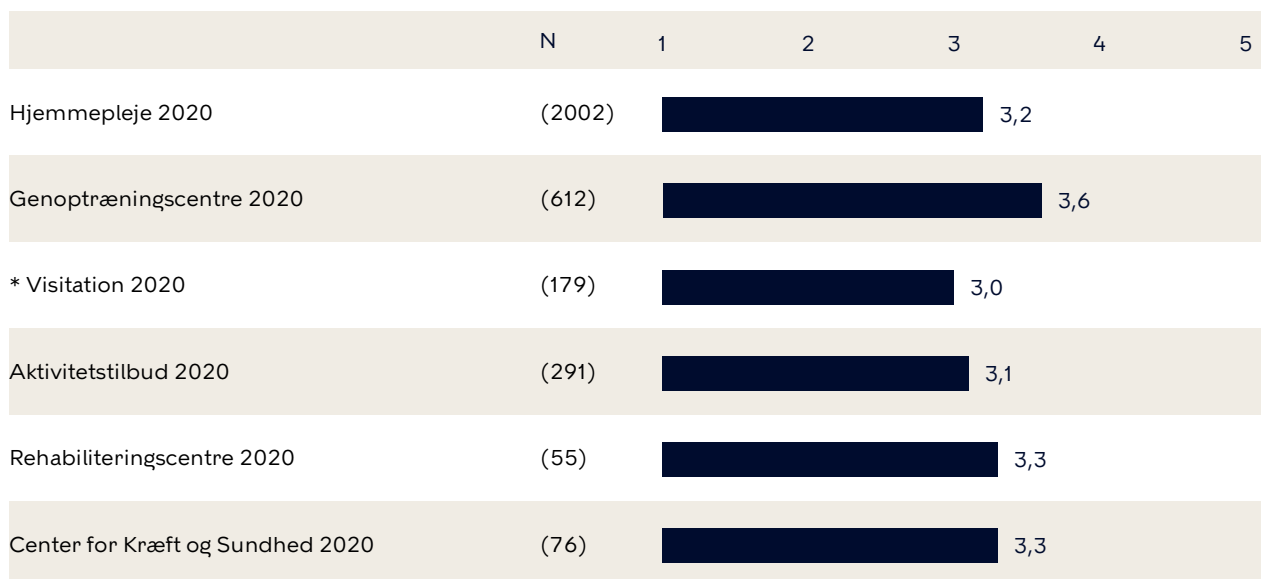 N 1 2 3 4 5
Hjemmepleje 2020 (2002) 3,2
Genoptræningscentre 2020 (612) 3,6
* Visitation 2020 (179) 3,0
Aktivitetstilbud 2020 (291) 3,1
Rehabiliteringscentre 2020 (55) 3,3
Center for Kræft og Sundhed 2020 (76) 3,3